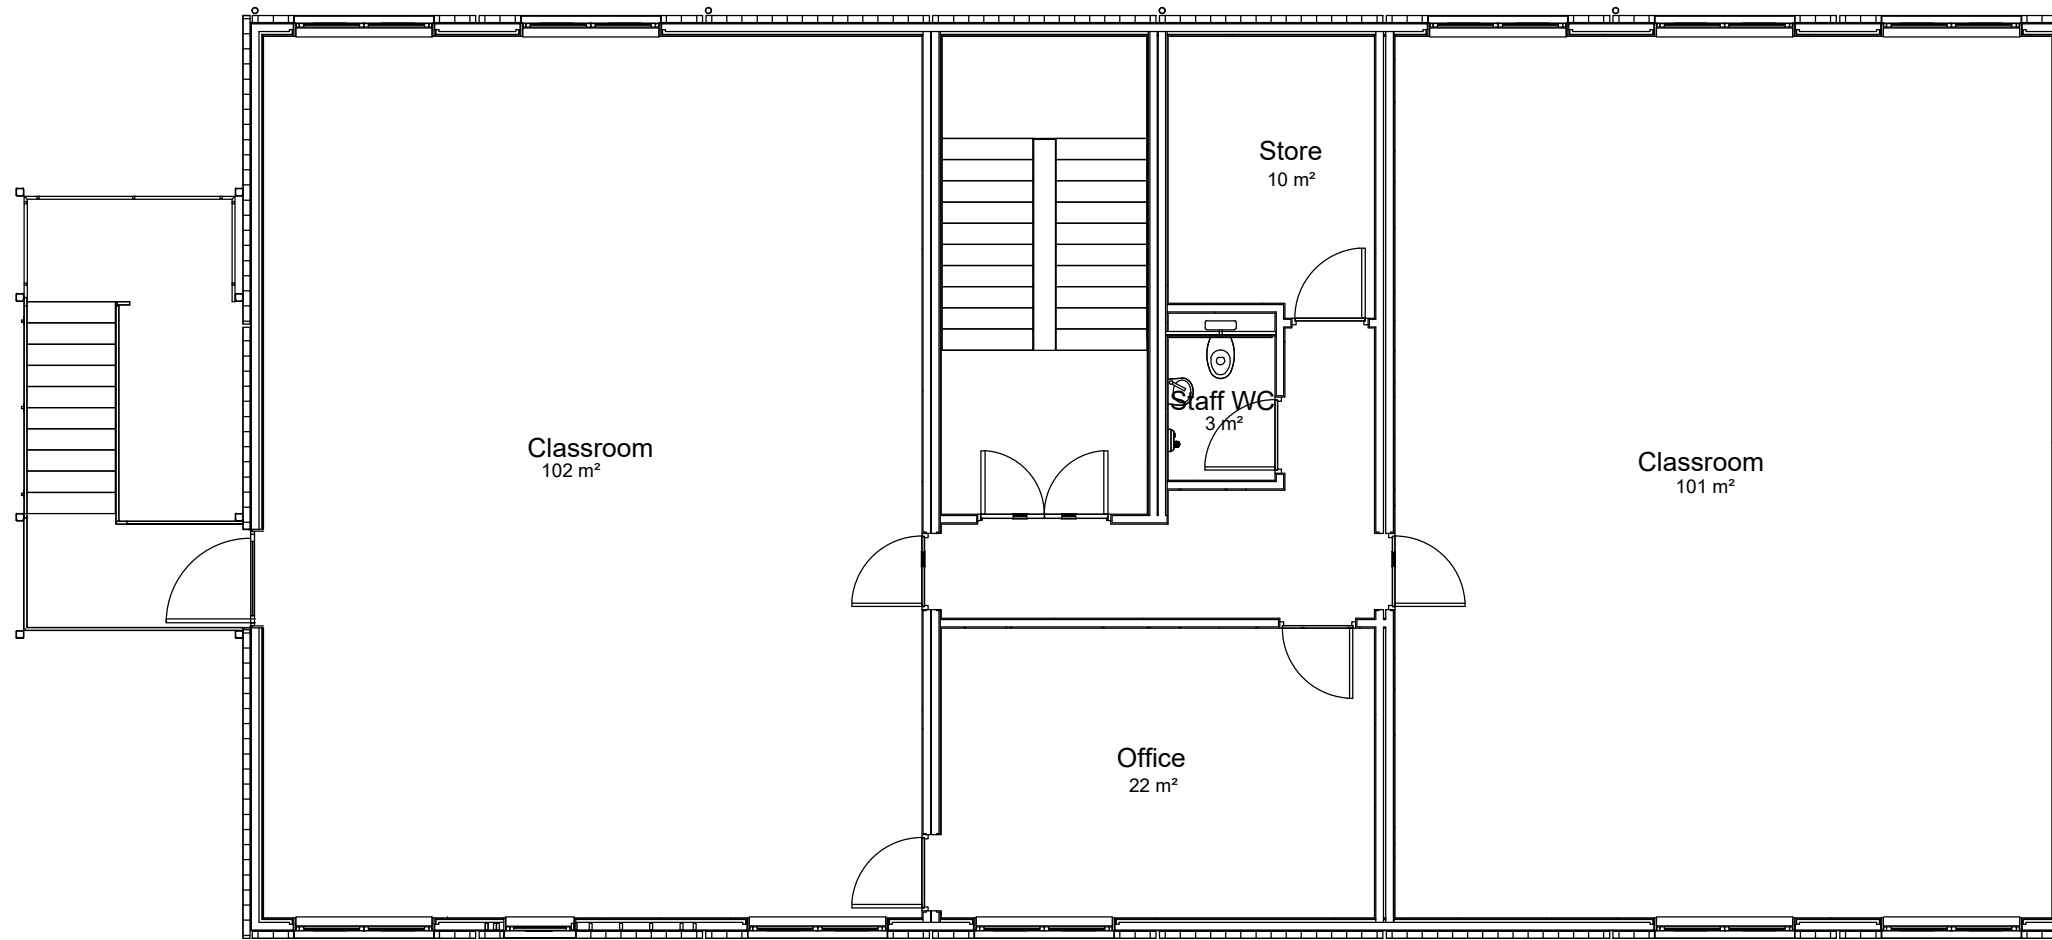 Store
10 m²
Staff WC
3 m²
Classroom
102 m²
Classroom
101 m²
Office
22 m²